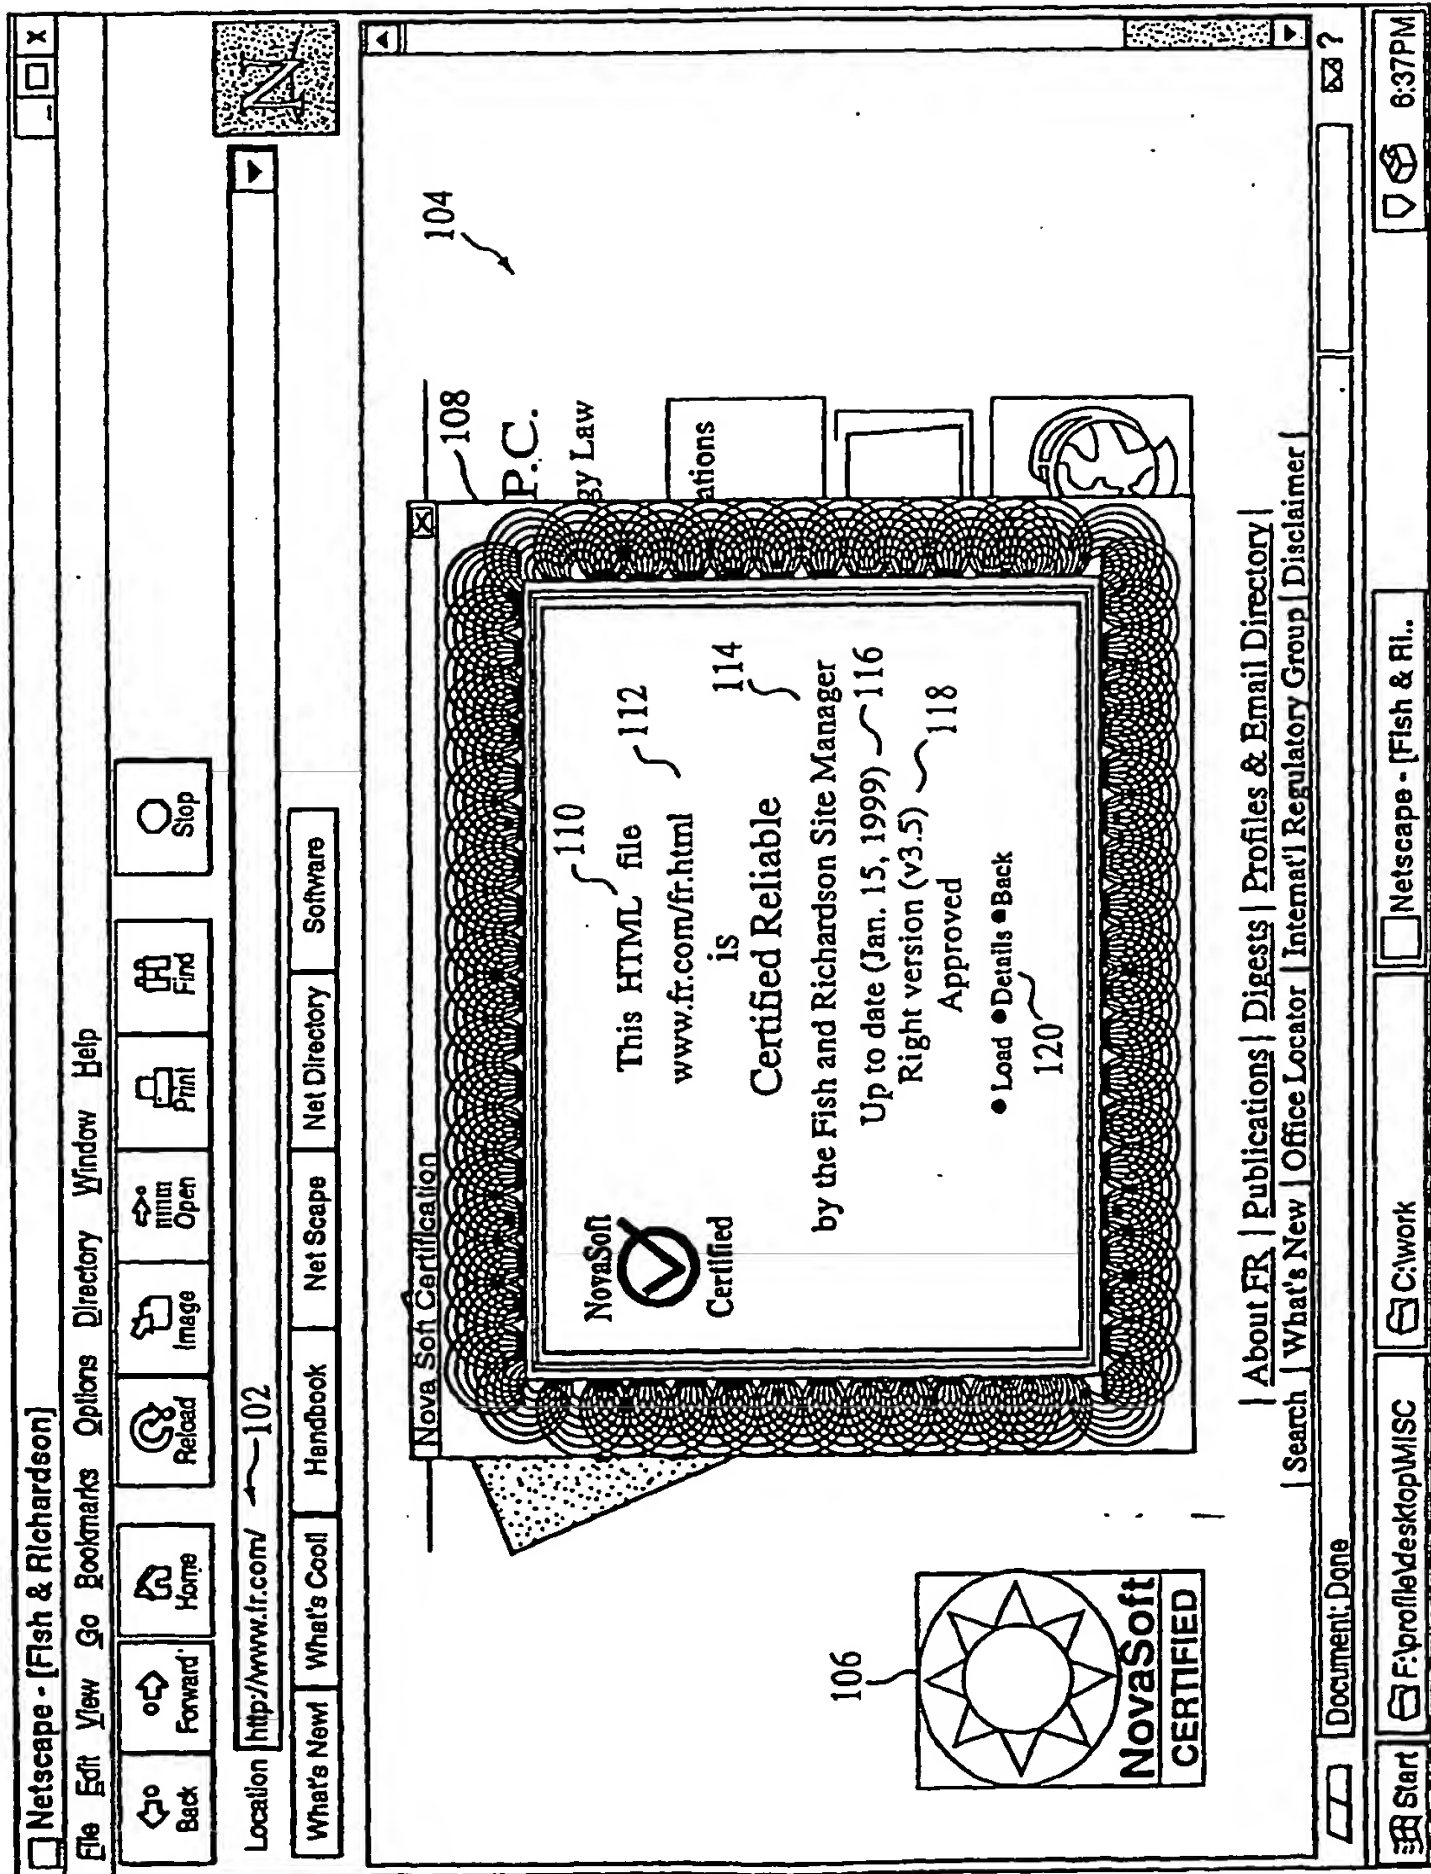 Netscape - [Fish & Richardson]
File Edit View Go Bookmarks Options Directory Window Help
Back Forward' Home Reload Image Open Print Find Stop
N
Location http://www.fr.com/ 102
What's New! What's Cool! Handbook Net Scape Net Directory Software
104
108
Nova Soft Certification
P.C.
gy Law
ations
NovaSoft
Certified
110
This HTML file
112
www.fr.com/fr.html
is
114
Certified Reliable
by the Fish and Richardson Site Manager
Up to date (Jan. 15, 1999) 116
Right version (v3.5) 118
Approved
• Load •Details •Back
120
106
NovaSoft
CERTIFIED
| About FR | Publications | Digests | Profiles & Email Directory |
| Search | What's New | Office Locator | Internat'l Regulatory Group | Disclaimer |
Document: Done ?
Start F:\profile\desktop\MISC C:\work Netscape - [Fish & Ri.. 6:37PM